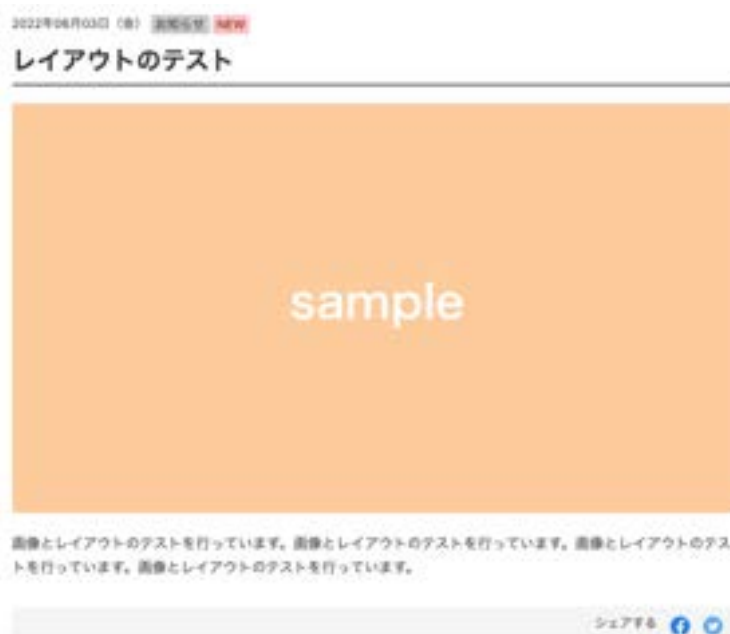 2022年06月03日（金） お知らせ NEW
レイアウトのテスト
sample
画像とレイアウトのテストを行っています。画像とレイアウトのテストを行っています。画像とレイアウトのテス
トを行っています。画像とレイアウトのテストを行っています。
シェアする